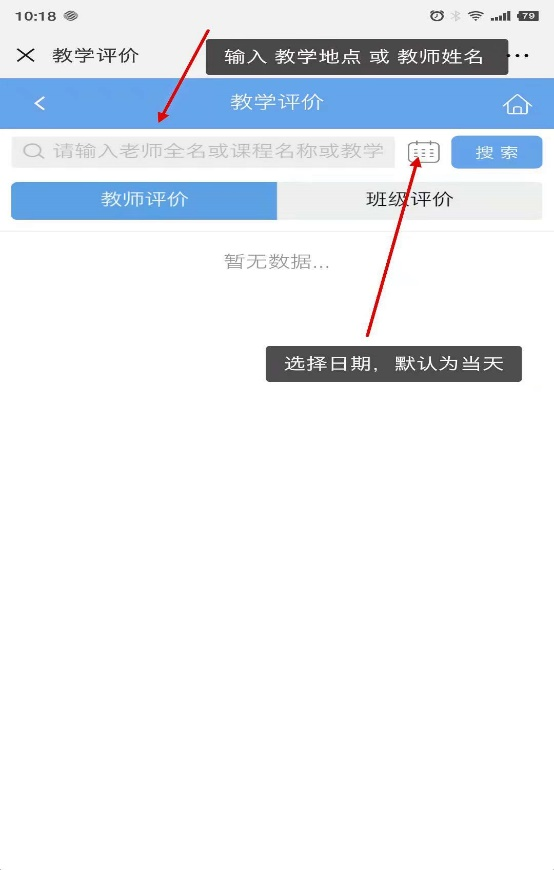 10:18
79
教学评价
输入 教学地点 或 教师姓名
教学评价
请输入老师全名或课程名称或教学
搜 索
教师评价
班级评价
暂无数据...
选择日期，默认为当天